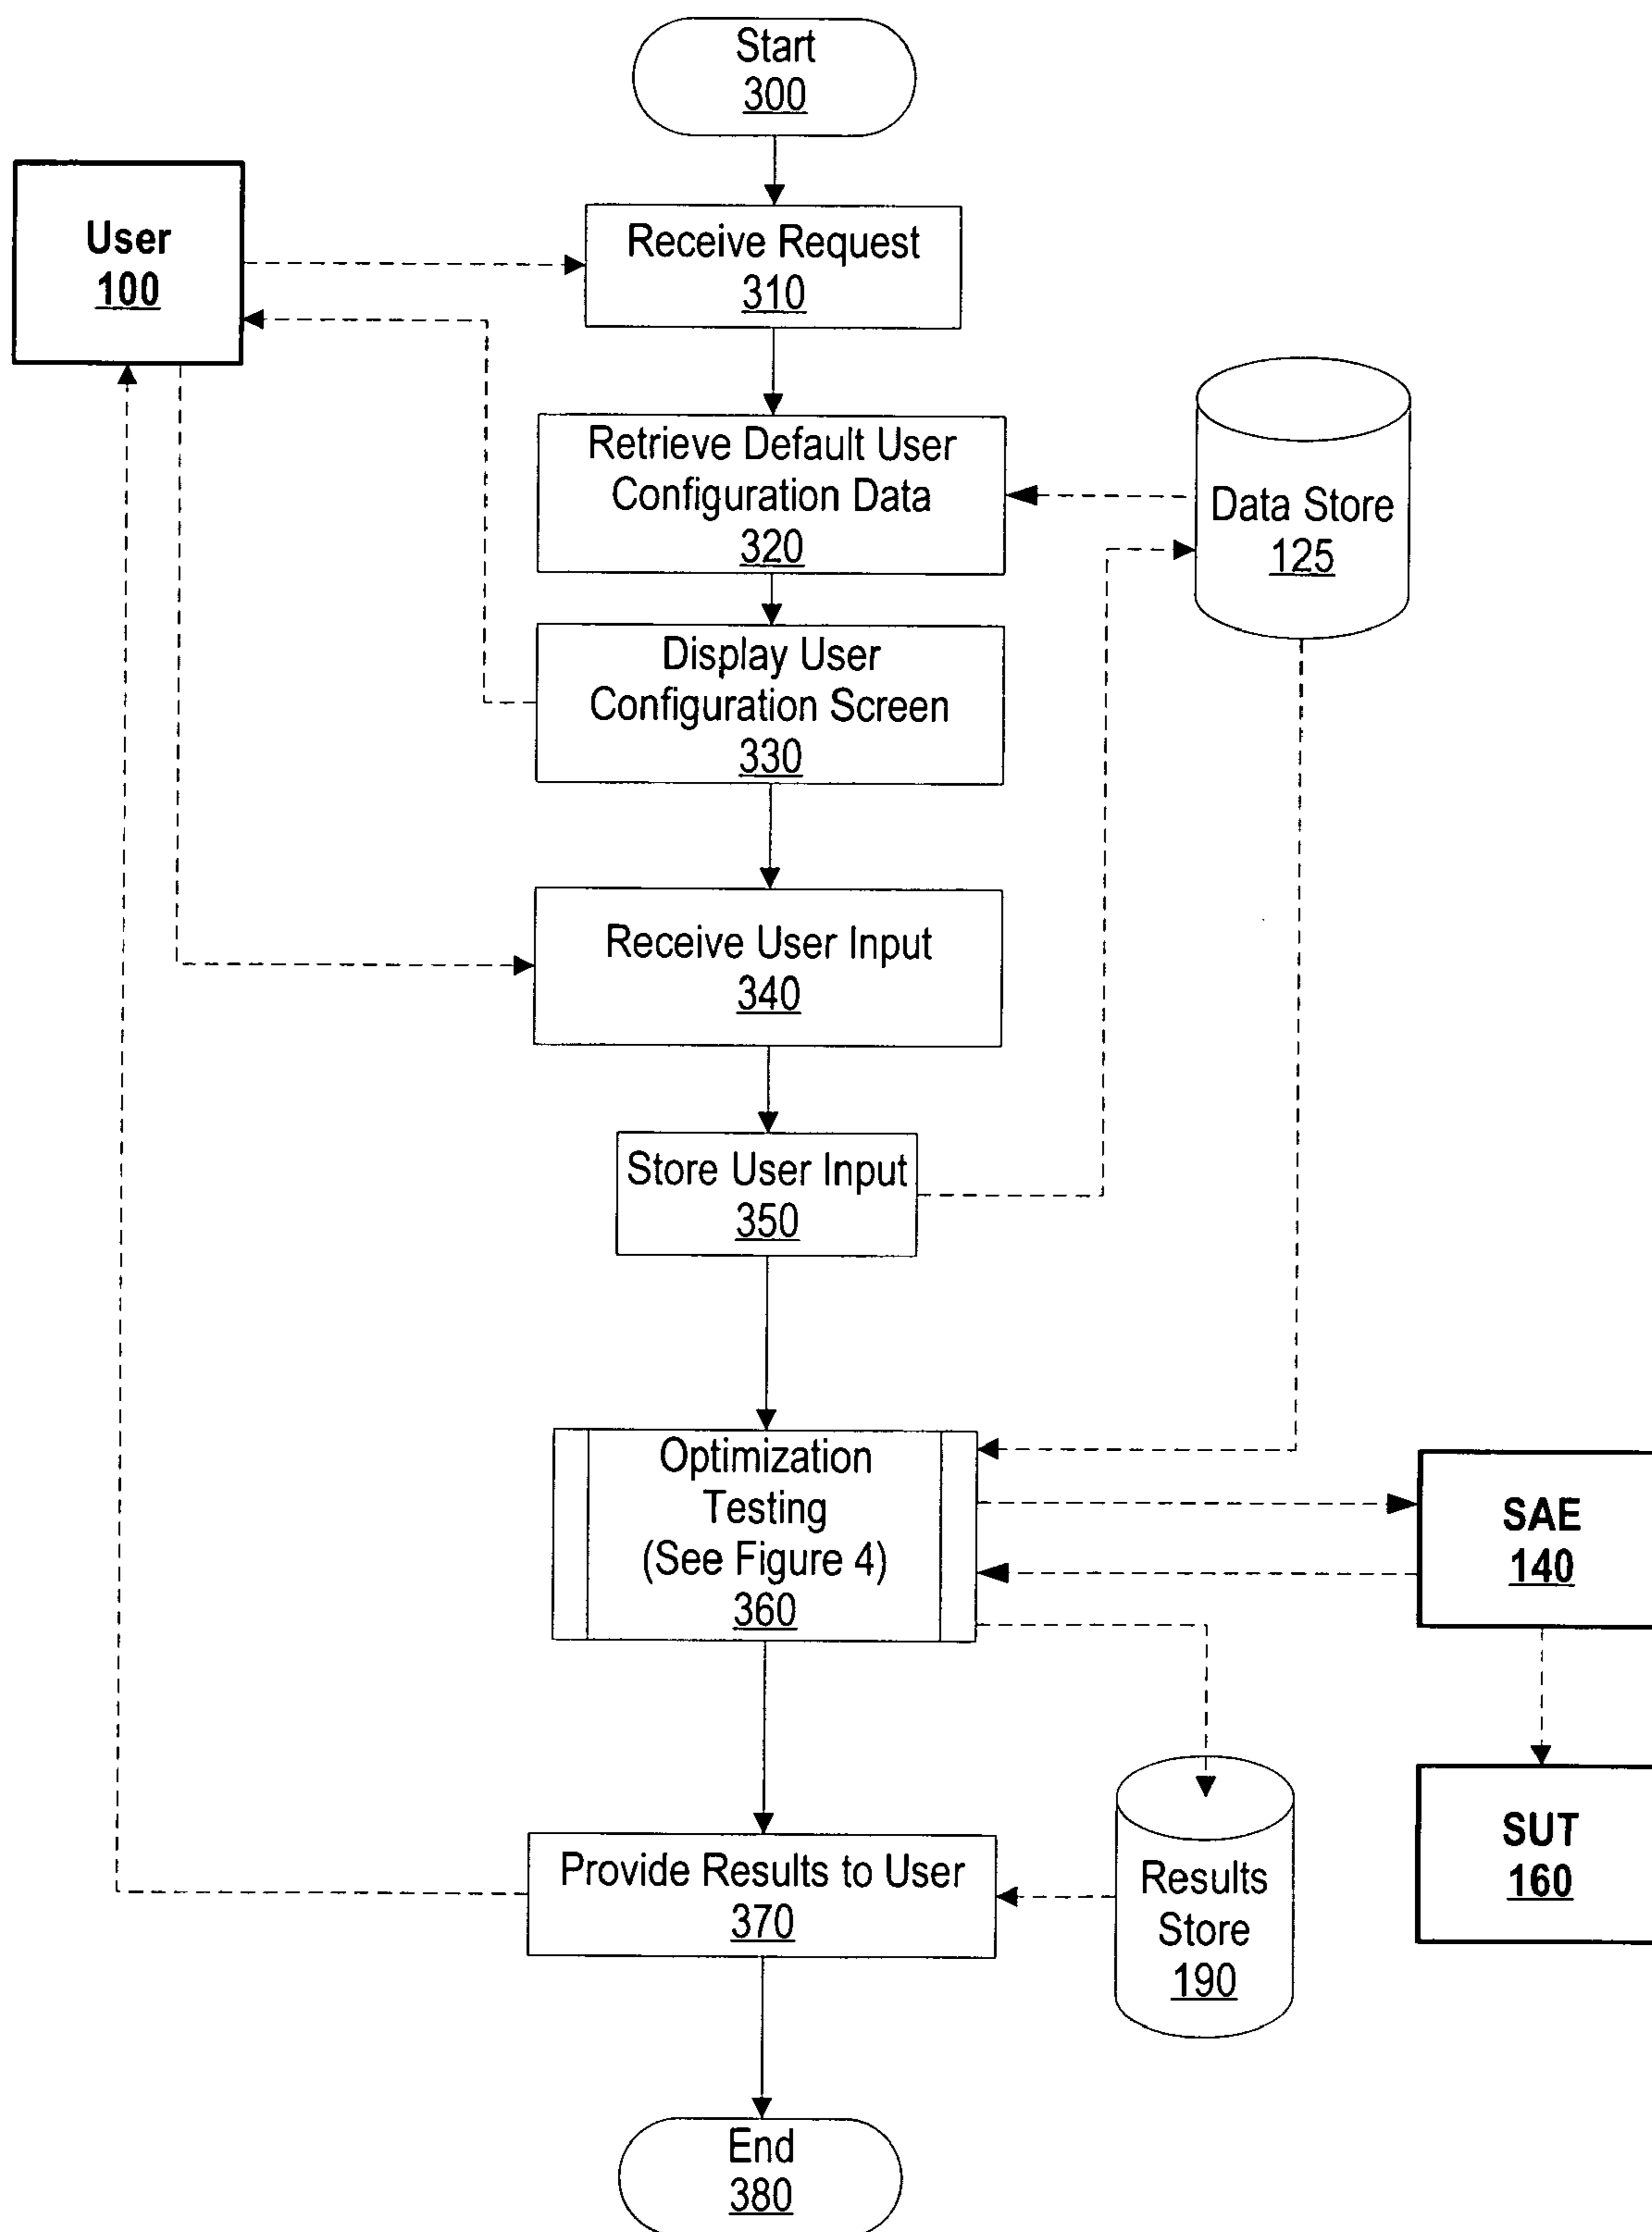 Start
300
User
100
Receive Request
310
Retrieve Default User
Configuration Data
320
Data Store
125
Display User
Configuration Screen
330
Receive User Input
340
Store User Input
350
Optimization
Testing
(See Figure 4)
360
SAE
140
SUT
160
Provide Results to User
370
Results
Store
190
End
380